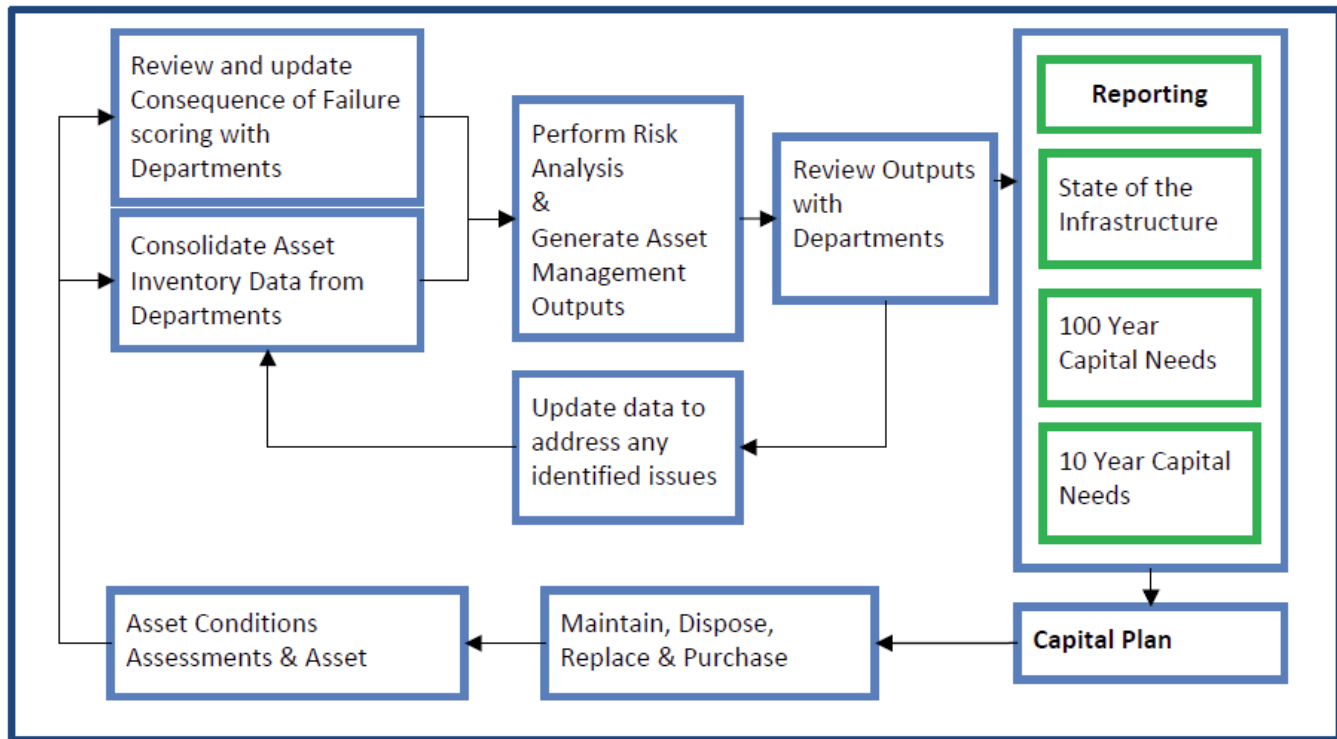 Review and update
Consequence of Failure
scoring with
Departments
Consolidate Asset
Inventory Data from
Departments
Perform Risk
Analysis
&
Generate Asset
Management
Outputs
Review Outputs
with
Departments
Update data to
address any
identified issues
Reporting
State of the
Infrastructure
100 Year
Capital Needs
10 Year Capital
Needs
Capital Plan
Maintain, Dispose,
Replace & Purchase
Asset Conditions
Assessments & Asset